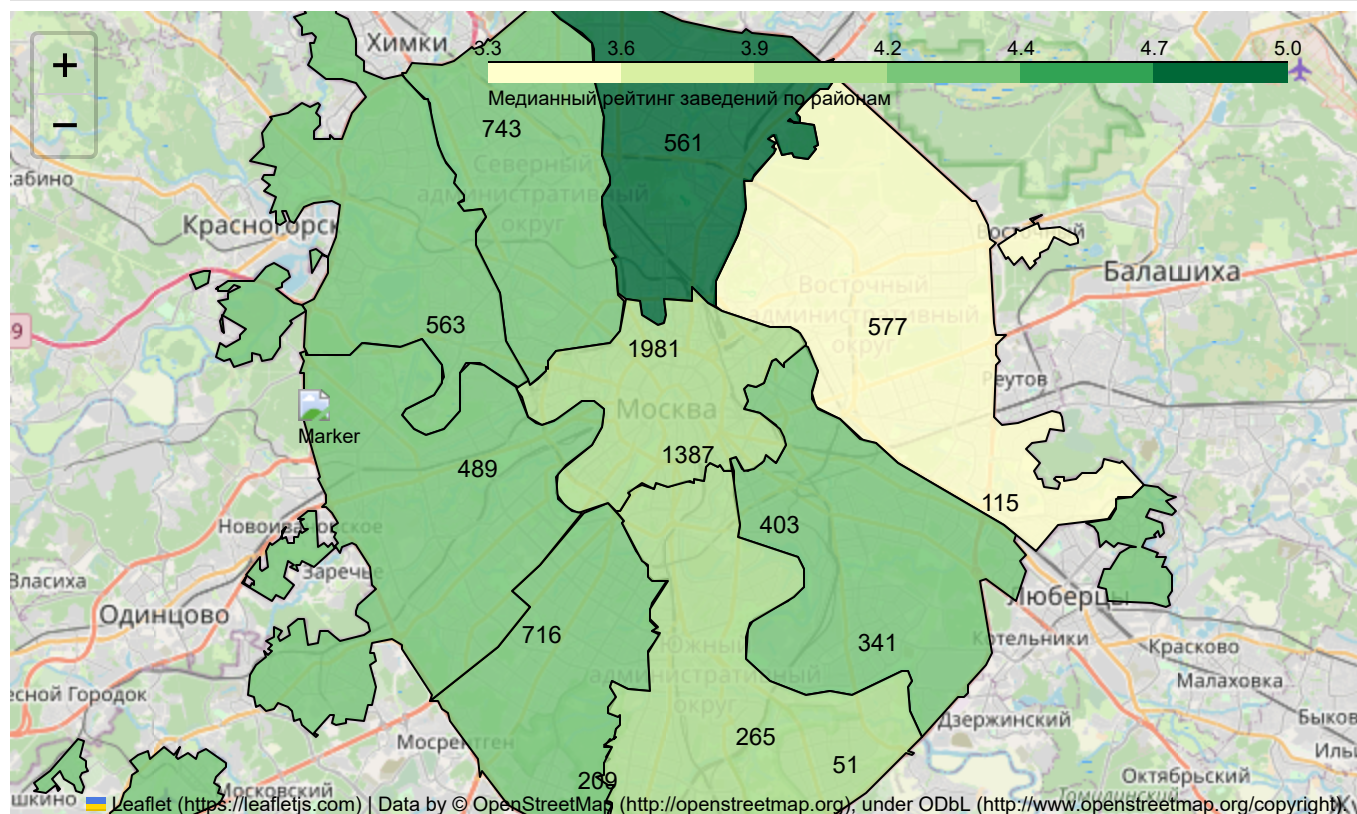 Химки
+
−
3.3 3.6 3.9 4.2 4.4 4.7 5.0
Медианный рейтинг заведений по районам
743
561
Северный
административный
округ
Красногорск
Восточный
Балашиха
563
Восточный
административный
округ
577
9
1981
Реутов
Москва
Marker
1387
489
115
403
Заречье
Власиха
Одинцово
Люберцы
716
341
Котельники
Красково
Южный
административный
округ
Малаховка
Дзержинский
265
Мосрентген
51
209
Октябрьский
Московский
Томилинский
Leaflet (https://leafletjs.com) | Data by © OpenStreetMap (http://openstreetmap.org), under ODbL (http://www.openstreetmap.org/copyright).